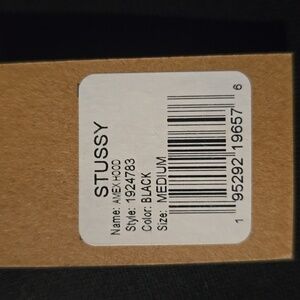 STUSSY
Name: AMEX HOOD
Style: 1924783
Color: BLACK
Size: MEDIUM
1 95292 19657 6